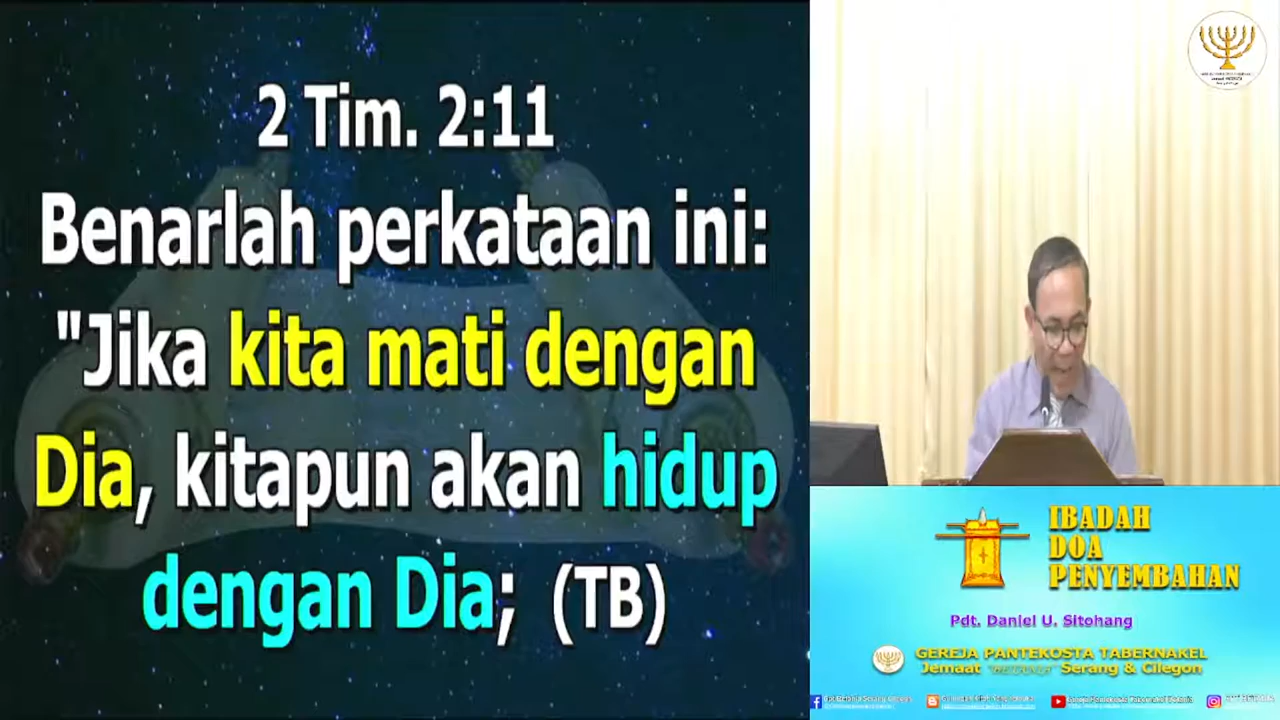 2 Tim. 2:11
Benarlah perkataan ini:
"Jika kita mati dengan
Dia, kitapun akan hidup
dengan Dia; (TB)
IBADAH
DOA
PENYEMBAHAN
Pdt. Daniel U. Sitohang
GEREJA PANTEKOSTA TABERNAKEL
Jemaat "BETANIA" Serang & Cilegon